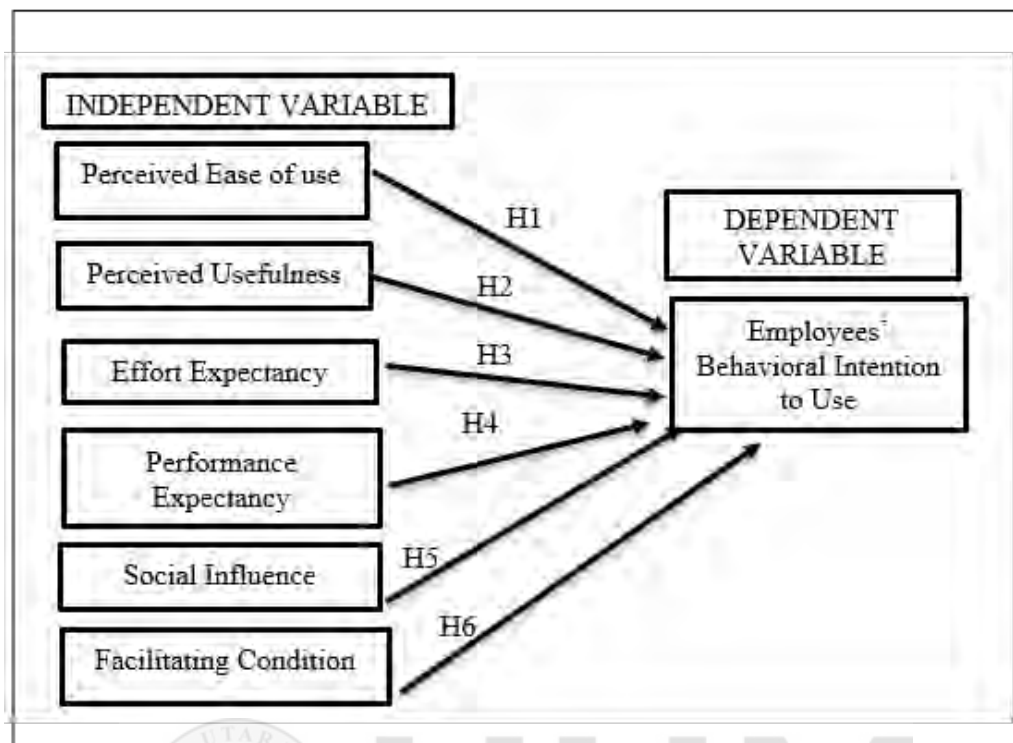 INDEPENDENT VARIABLE
Perceived Ease of use
H1
DEPENDENT
VARIABLE
Perceived Usefulness
H2
Employees'
Behavioral Intention
to Use
Effort Expectancy
H3
Performance
Expectancy
H4
Social Influence
H5
Facilitating Condition
H6
UTAR